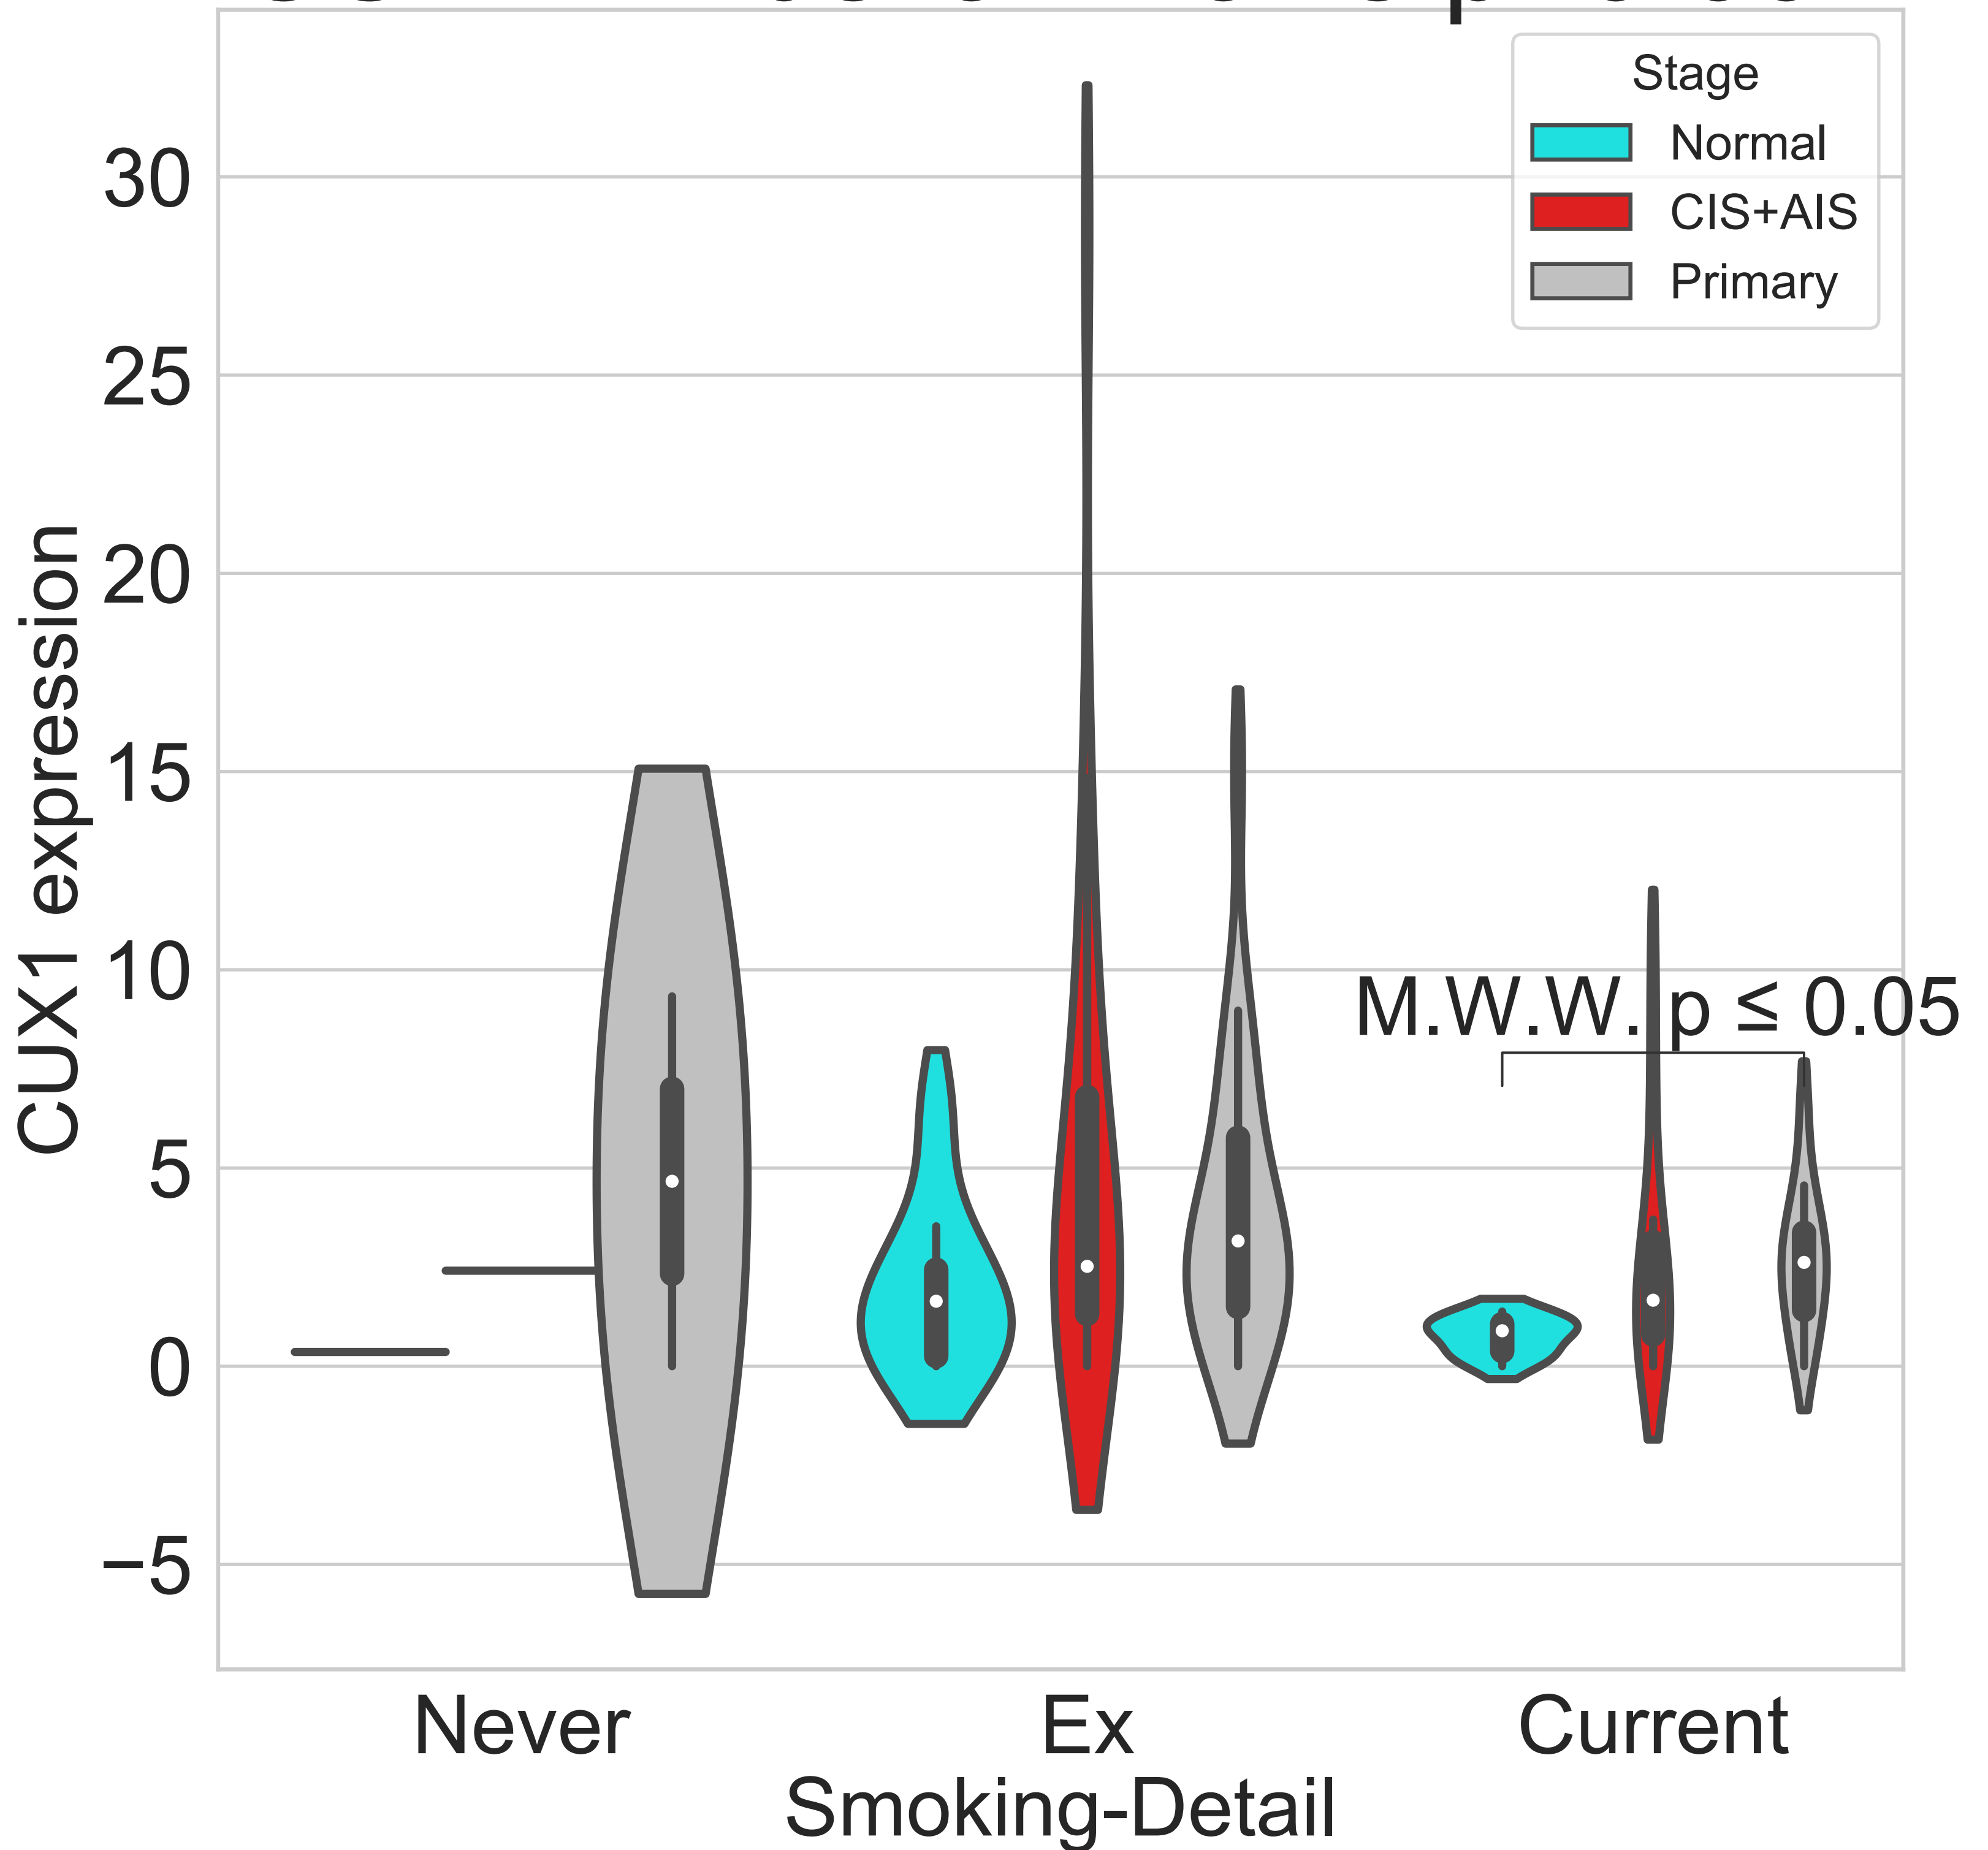 Stage
Normal
CIS+AIS
Primary
30
25
20
15
10
5
0
−5
CUX1 expression
M.W.W. p ≤ 0.05
Never
Ex
Current
Smoking-Detail